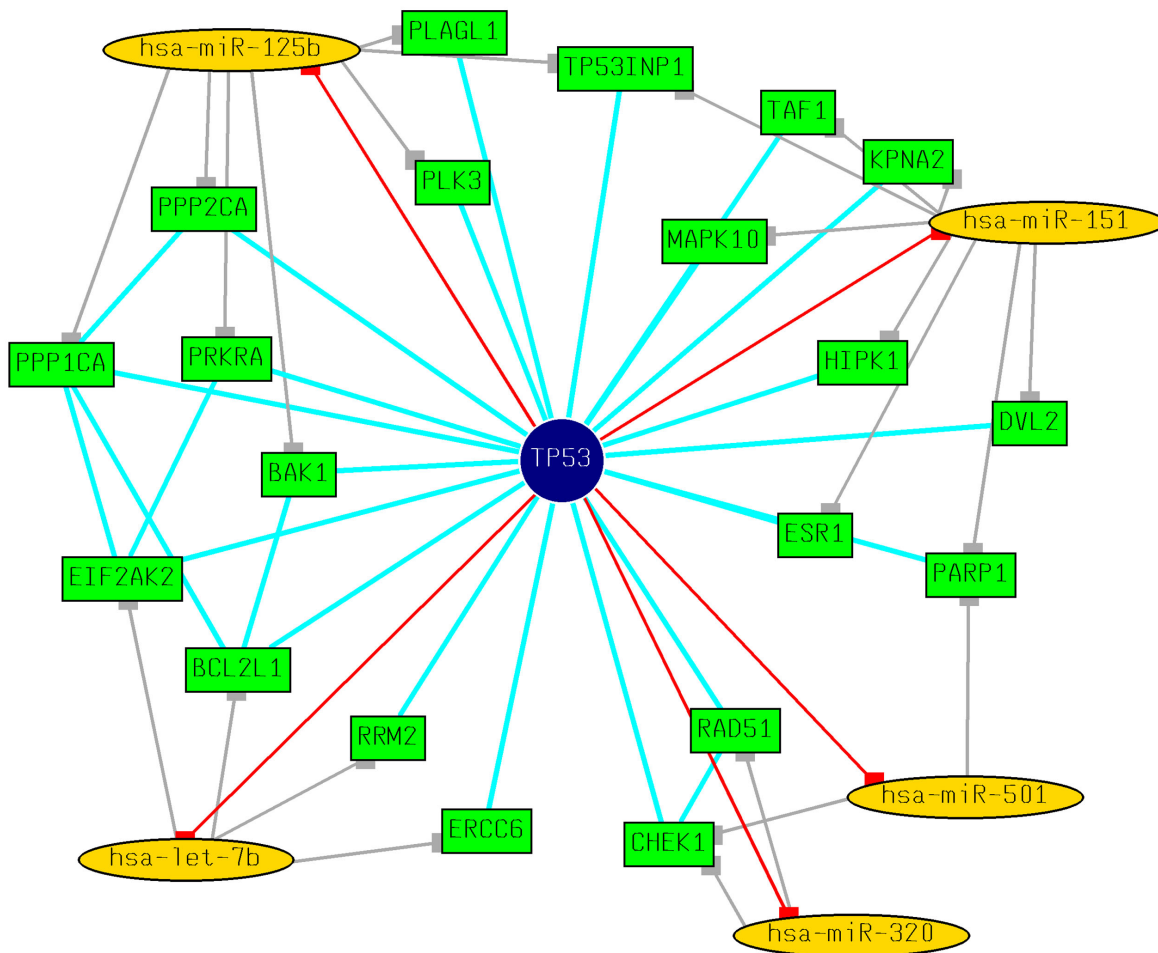 PLAGL1
hsa-miR-125b
TP53INP1
TAF1
KPNA2
PLK3
PPP2CA
hsa-miR-151
MAPK10
PPP1CA
PRKRA
HIPK1
DVL2
BAK1
TP53
ESR1
EIF2AK2
PARP1
BCL2L1
RRM2
RAD51
hsa-miR-501
ERCC6
CHEK1
hsa-let-7b
hsa-miR-320